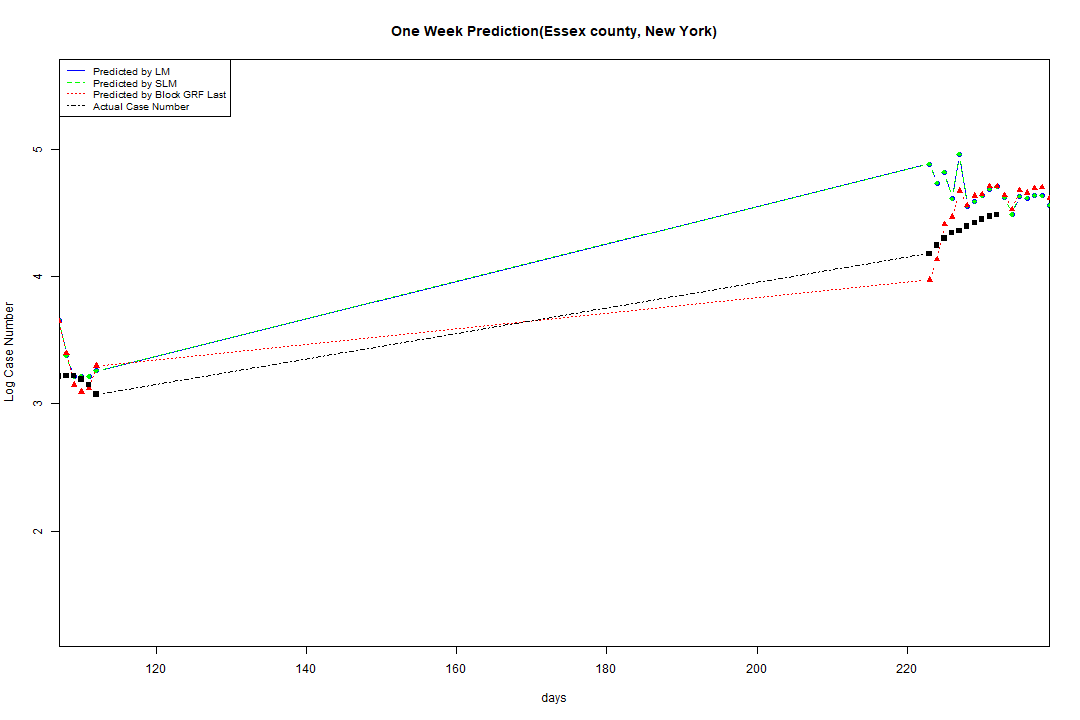 One Week Prediction(Essex county, New York)
Predicted by LM
Predicted by SLM
Predicted by Block GRF Last
Actual Case Number
5
4
3
2
Log Case Number
120 140 160 180 200 220
days